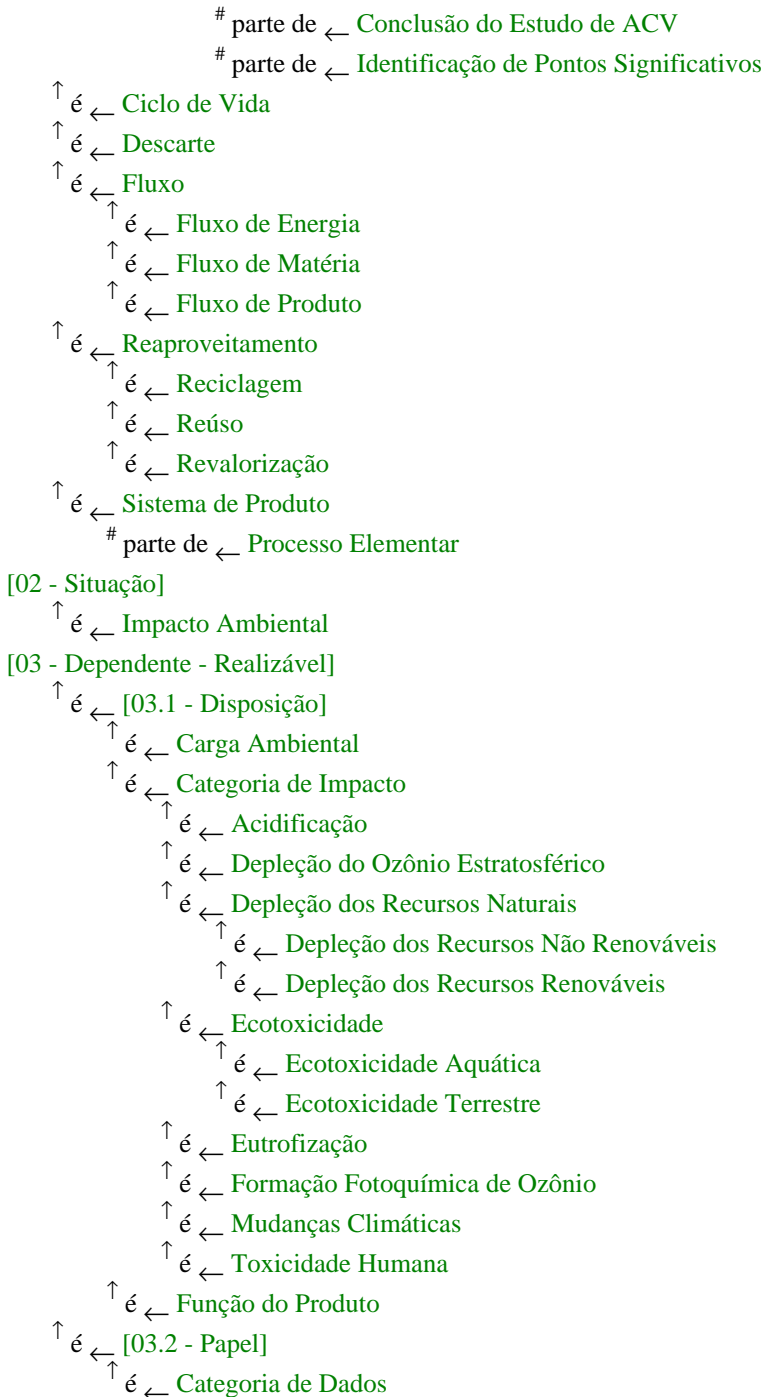 # parte de ← Conclusão do Estudo de ACV
# parte de ← Identificação de Pontos Significativos
↑ é ← Ciclo de Vida
↑ é ← Descarte
↑ é ← Fluxo
↑ é ← Fluxo de Energia
↑ é ← Fluxo de Matéria
↑ é ← Fluxo de Produto
↑ é ← Reaproveitamento
↑ é ← Reciclagem
↑ é ← Reúso
↑ é ← Revalorização
↑ é ← Sistema de Produto
# parte de ← Processo Elementar
[02 - Situação]
↑ é ← Impacto Ambiental
[03 - Dependente - Realizável]
↑ é ← [03.1 - Disposição]
↑ é ← Carga Ambiental
↑ é ← Categoria de Impacto
↑ é ← Acidificação
↑ é ← Depleção do Ozônio Estratosférico
↑ é ← Depleção dos Recursos Naturais
↑ é ← Depleção dos Recursos Não Renováveis
↑ é ← Depleção dos Recursos Renováveis
↑ é ← Ecotoxicidade
↑ é ← Ecotoxicidade Aquática
↑ é ← Ecotoxicidade Terrestre
↑ é ← Eutrofização
↑ é ← Formação Fotoquímica de Ozônio
↑ é ← Mudanças Climáticas
↑ é ← Toxicidade Humana
↑ é ← Função do Produto
↑ é ← [03.2 - Papel]
↑ é ← Categoria de Dados